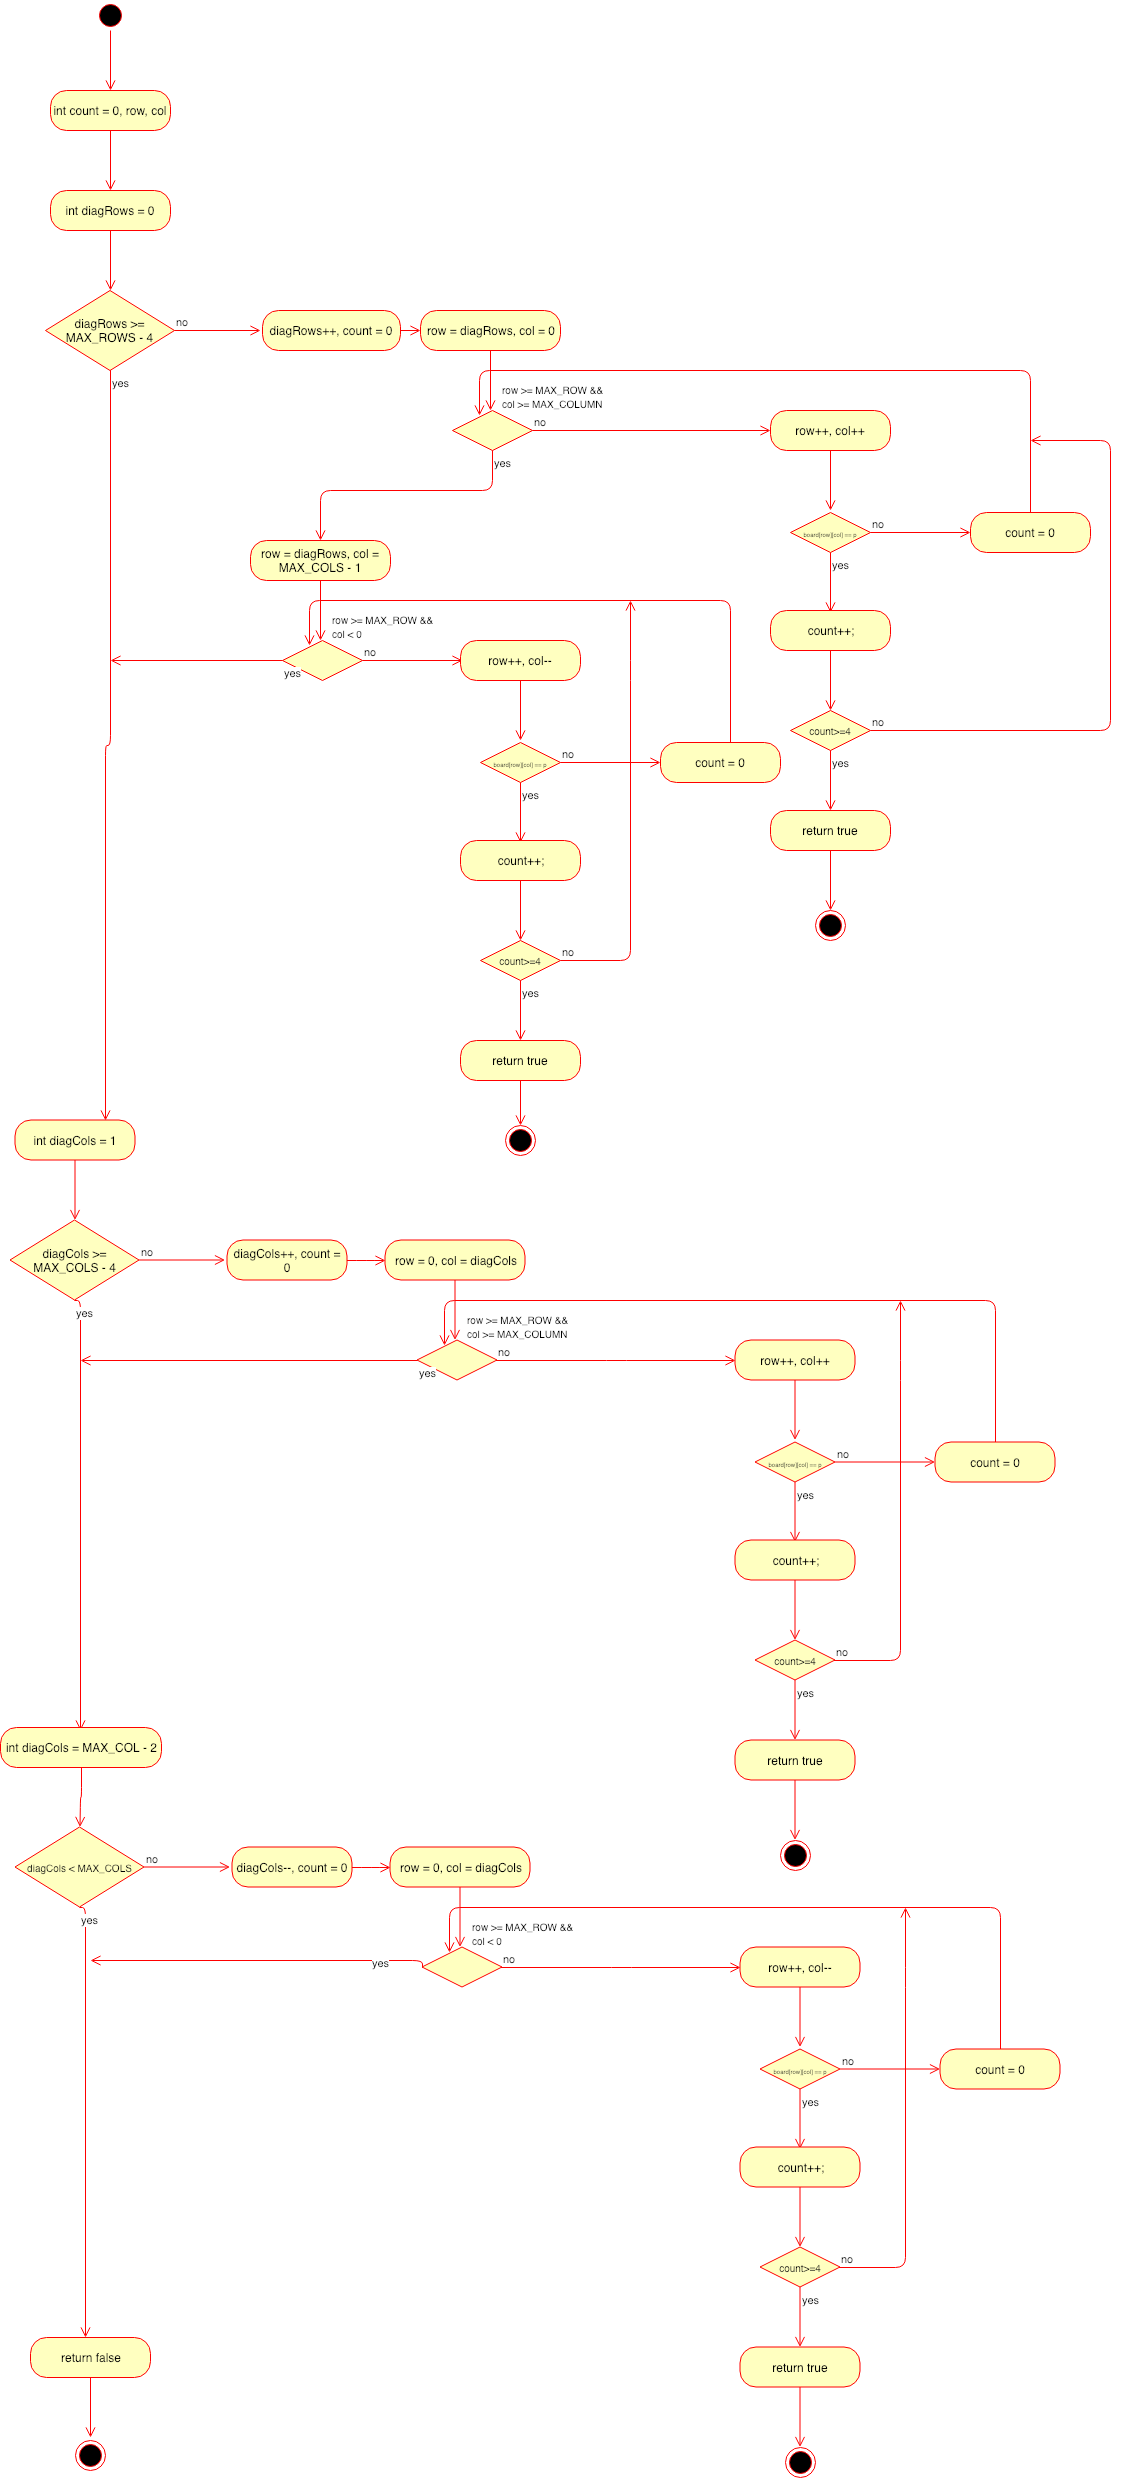 int count = 0, row, col
int diagRows = 0
diagRows >=
MAX_ROWS - 4
no
yes
diagRows++, count = 0
row = diagRows, col = 0
row >= MAX_ROW &&
col >= MAX_COLUMN
no
yes
row++, col++
board[row][col] == p
no
yes
count = 0
count++;
count>=4
no
yes
return true
row = diagRows, col =
MAX_COLS - 1
row >= MAX_ROW &&
col < 0
no
yes
row++, col--
board[row][col] == p
no
yes
count = 0
count++;
count>=4
no
yes
return true
int diagCols = 1
diagCols >=
MAX_COLS - 4
no
yes
diagCols++, count =
0
row = 0, col = diagCols
row >= MAX_ROW &&
col >= MAX_COLUMN
no
yes
row++, col++
board[row][col] == p
no
yes
count = 0
count++;
count>=4
no
yes
return true
int diagCols = MAX_COL - 2
diagCols < MAX_COLS
no
yes
diagCols--, count = 0
row = 0, col = diagCols
row >= MAX_ROW &&
col < 0
no
yes
row++, col--
board[row][col] == p
no
yes
count = 0
count++;
count>=4
no
yes
return true
return false